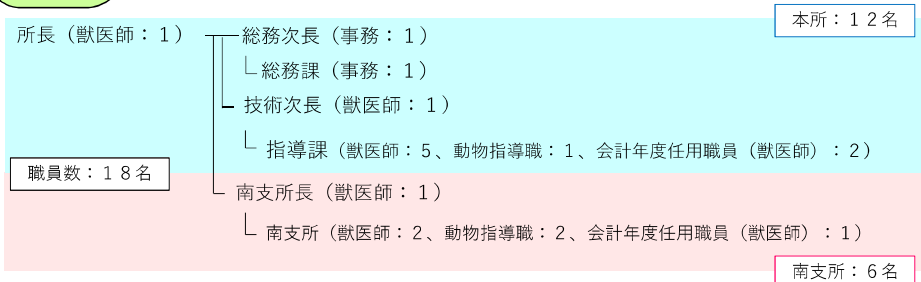 本所：１２名
所長（獣医師：１）
総務次長（事務：１）
総務課（事務：１）
技術次長（獣医師：１）
指導課（獣医師：５、動物指導職：１、会計年度任用職員（獣医師）：２）
職員数：１８名
南支所長（獣医師：１）
南支所（獣医師：２、動物指導職：２、会計年度任用職員（獣医師）：１）
南支所：６名